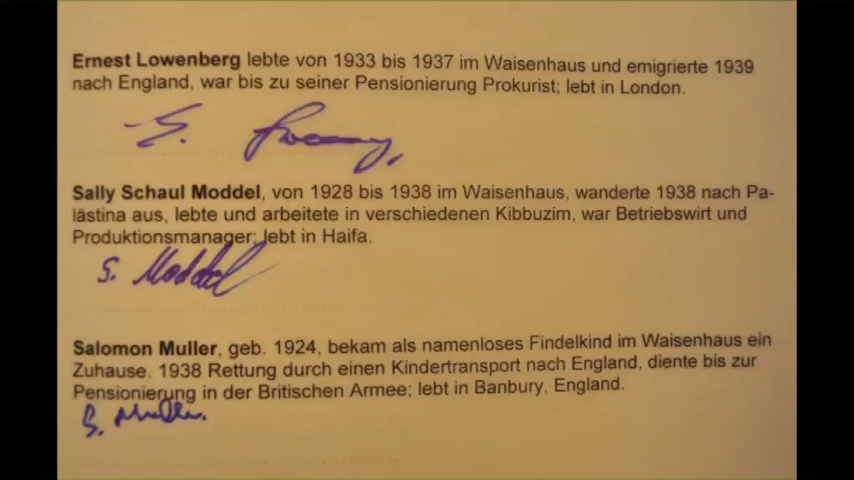 Ernest Lowenberg lebte von 1933 bis 1937 im Waisenhaus und emigrierte 1939
nach England, war bis zu seiner Pensionierung Prokurist; lebt in London.
Sally Schaul Moddel, von 1928 bis 1938 im Waisenhaus, wanderte 1938 nach Pa-
lästina aus, lebte und arbeitete in verschiedenen Kibbuzim, war Betriebswirt und
Produktionsmanager; lebt in Haifa.
S. Moddel
Salomon Muller, geb. 1924, bekam als namenloses Findelkind im Waisenhaus ein
Zuhause. 1938 Rettung durch einen Kindertransport nach England, diente bis zur
Pensionierung in der Britischen Armee; lebt in Banbury, England.
S. Muller.